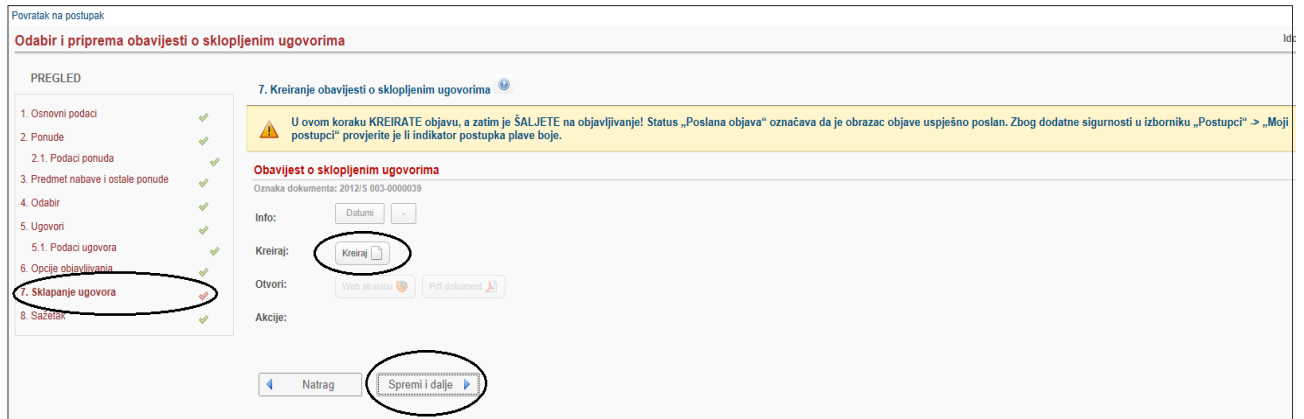 Povratak na postupak
Odabir i priprema obavijesti o sklopljenim ugovorima
PREGLED
1. Osnovni podaci
2. Ponude
2.1. Podaci ponuda
3. Predmet nabave i ostale ponude
4. Odabir
5. Ugovori
5.1. Podaci ugovora
6. Opcije objavljivanja
7. Sklapanje ugovora
8. Sažetak
7. Kreiranje obavijesti o sklopljenim ugovorima
U ovom koraku KREIRATE objavu, a zatim je ŠALJETE na objavljivanje! Status „Poslana objava“ označava da je obrazac objave uspješno poslan. Zbog dodatne sigurnosti u izborniku „Postupci“ -> „Moji
postupci“ provjerite je li indikator postupka plave boje.
Obavijest o sklopljenim ugovorima
Oznaka dokumenta: 2012/S 003-0000039
Info: Datumi -
Kreiraj: Kreiraj
Otvori: Web stranicu Pdf dokument
Akcije:
Natrag Spremi i dalje